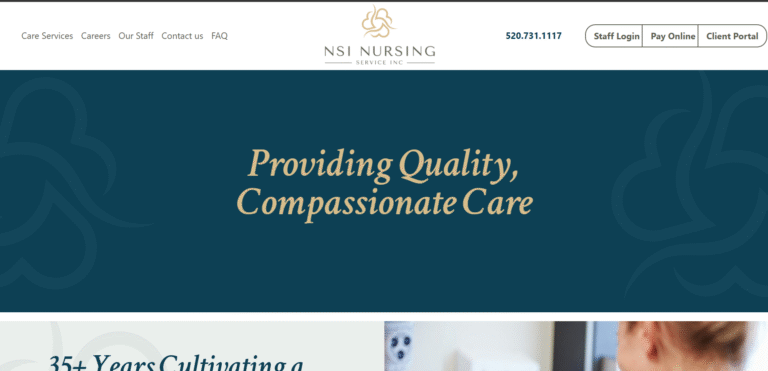 Care Services Careers Our Staff Contact us FAQ
NSI NURSING
SERVICE INC
520.731.1117
Staff Login Pay Online Client Portal
Providing Quality,
Compassionate Care
35+ Years Cultivating a